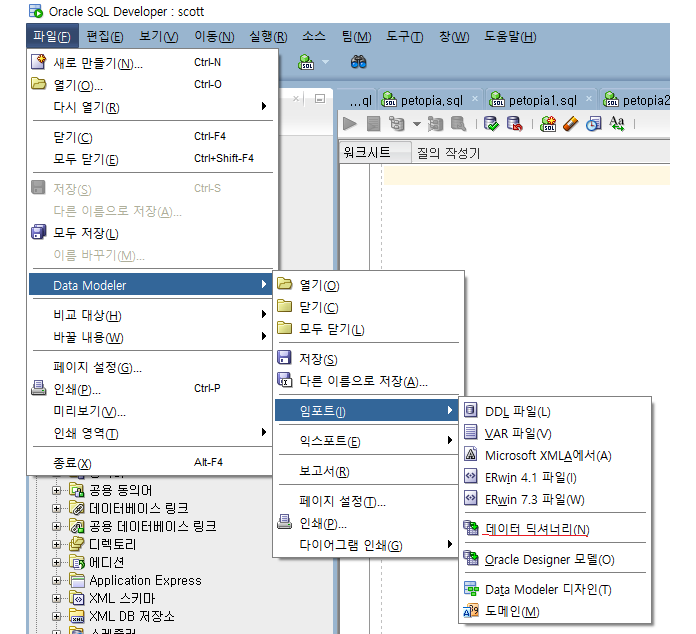 Oracle SQL Developer : scott
파일(F) 편집(E) 보기(V) 이동(N) 실행(R) 소스 팀(M) 도구(T) 창(W) 도움말(H)
새로 만들기(N)... Ctrl-N
열기(O)... Ctrl-O
다시 열기(R)
닫기(C) Ctrl-F4
모두 닫기(E) Ctrl+Shift-F4
저장(S) Ctrl-S
다른 이름으로 저장(A)...
모두 저장(L)
이름 바꾸기(M)...
Data Modeler
비교 대상(H)
바꿀 내용(W)
페이지 설정(G)...
인쇄(P)... Ctrl-P
미리보기(V)...
인쇄 영역(T)
종료(X) Alt-F4
...ql petopia.sql petopia1.sql petopia2
워크시트 질의 작성기
열기(O)
닫기(C)
모두 닫기(L)
저장(S)
다른 이름으로 저장(A)...
임포트(I)
익스포트(E)
보고서(R)
페이지 설정(T)...
인쇄(P)...
다이어그램 인쇄(G)
DDL 파일(L)
VAR 파일(V)
Microsoft XMLA에서(A)
ERwin 4.1 파일(I)
ERwin 7.3 파일(W)
데이터 딕셔너리(N)
Oracle Designer 모델(O)
Data Modeler 디자인(T)
도메인(M)
공용 동의어
데이터베이스 링크
공용 데이터베이스 링크
디렉토리
에디션
Application Express
XML 스키마
XML DB 저장소